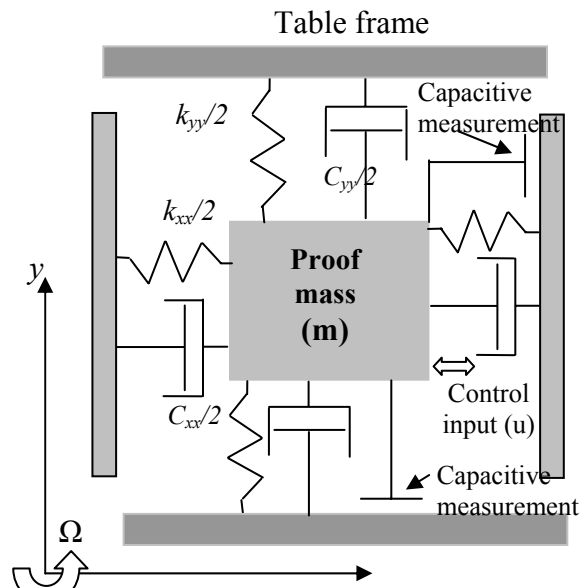 Table frame
Capacitive
measurement
k_yy/2
C_yy/2
k_xx/2
Proof
mass
(m)
y
Control
input (u)
C_xx/2
Capacitive
measurement
Ω